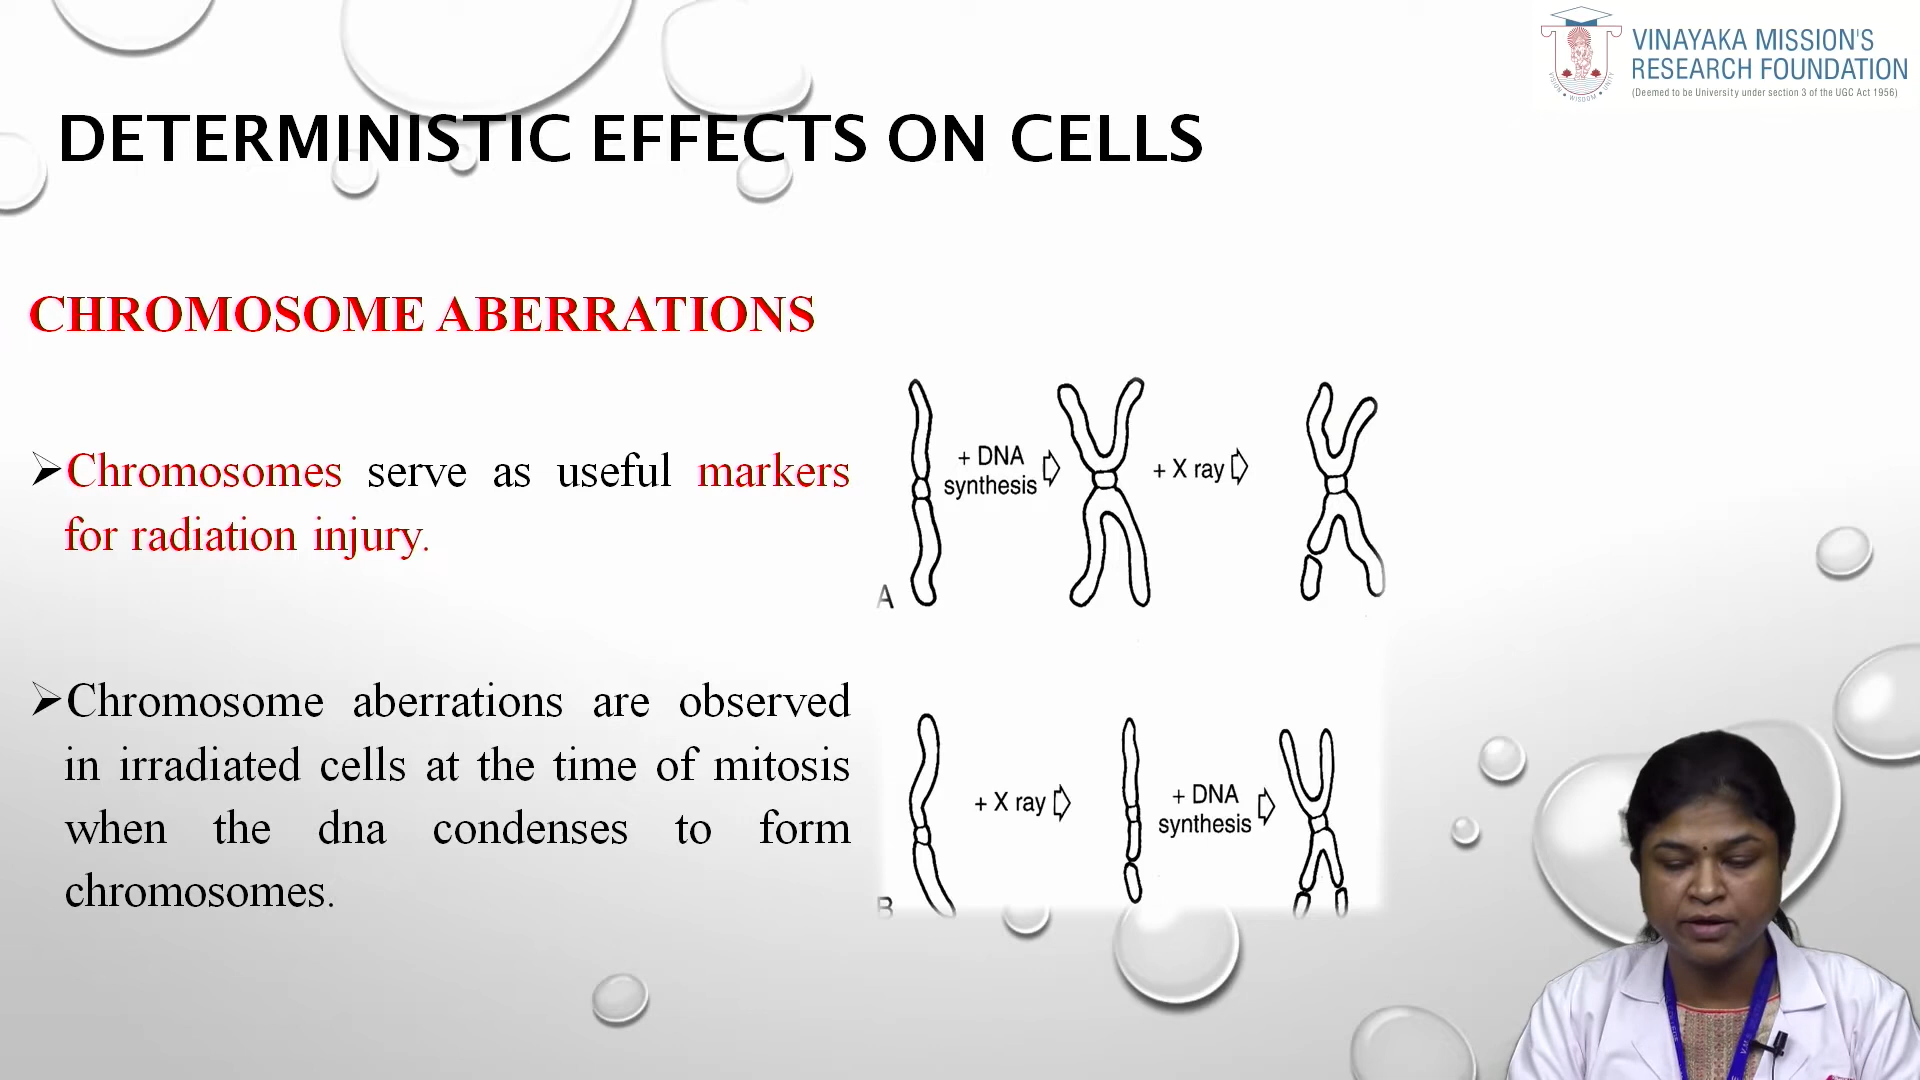 VINAYAKA MISSION'S
RESEARCH FOUNDATION
(Deemed to be University under section 3 of the UGC Act 1956)
DETERMINISTIC EFFECTS ON CELLS
CHROMOSOME ABERRATIONS
Chromosomes serve as useful markers
for radiation injury.
Chromosome aberrations are observed
in irradiated cells at the time of mitosis
when the dna condenses to form
chromosomes.
+ DNA
synthesis
+ X ray
A
+ X ray
+ DNA
synthesis
B